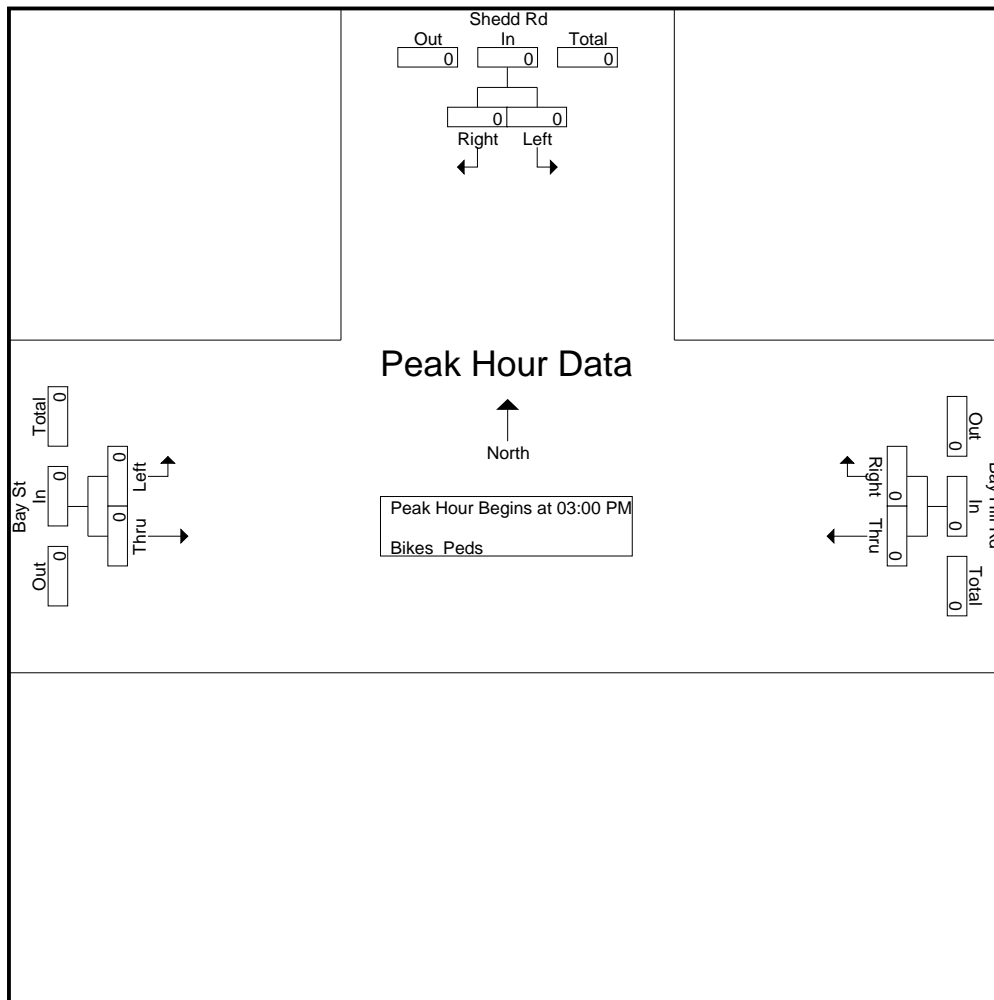 Shedd Rd
Out In Total
0 0 0
0 0
Right Left
Peak Hour Data
North
Peak Hour Begins at 03:00 PM
Bikes Peds
Bay St
Total In Out
0 0 0
0 0
Left Thru
Out In Total
0 0 0
0 0
Right Thru